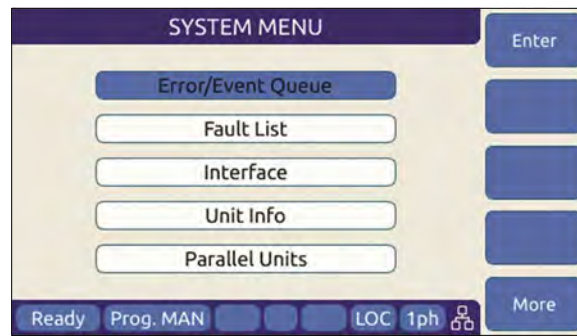 SYSTEM MENU
Enter
Error/Event Queue
Fault List
Interface
Unit Info
Parallel Units
More
Ready Prog. MAN LOC 1ph